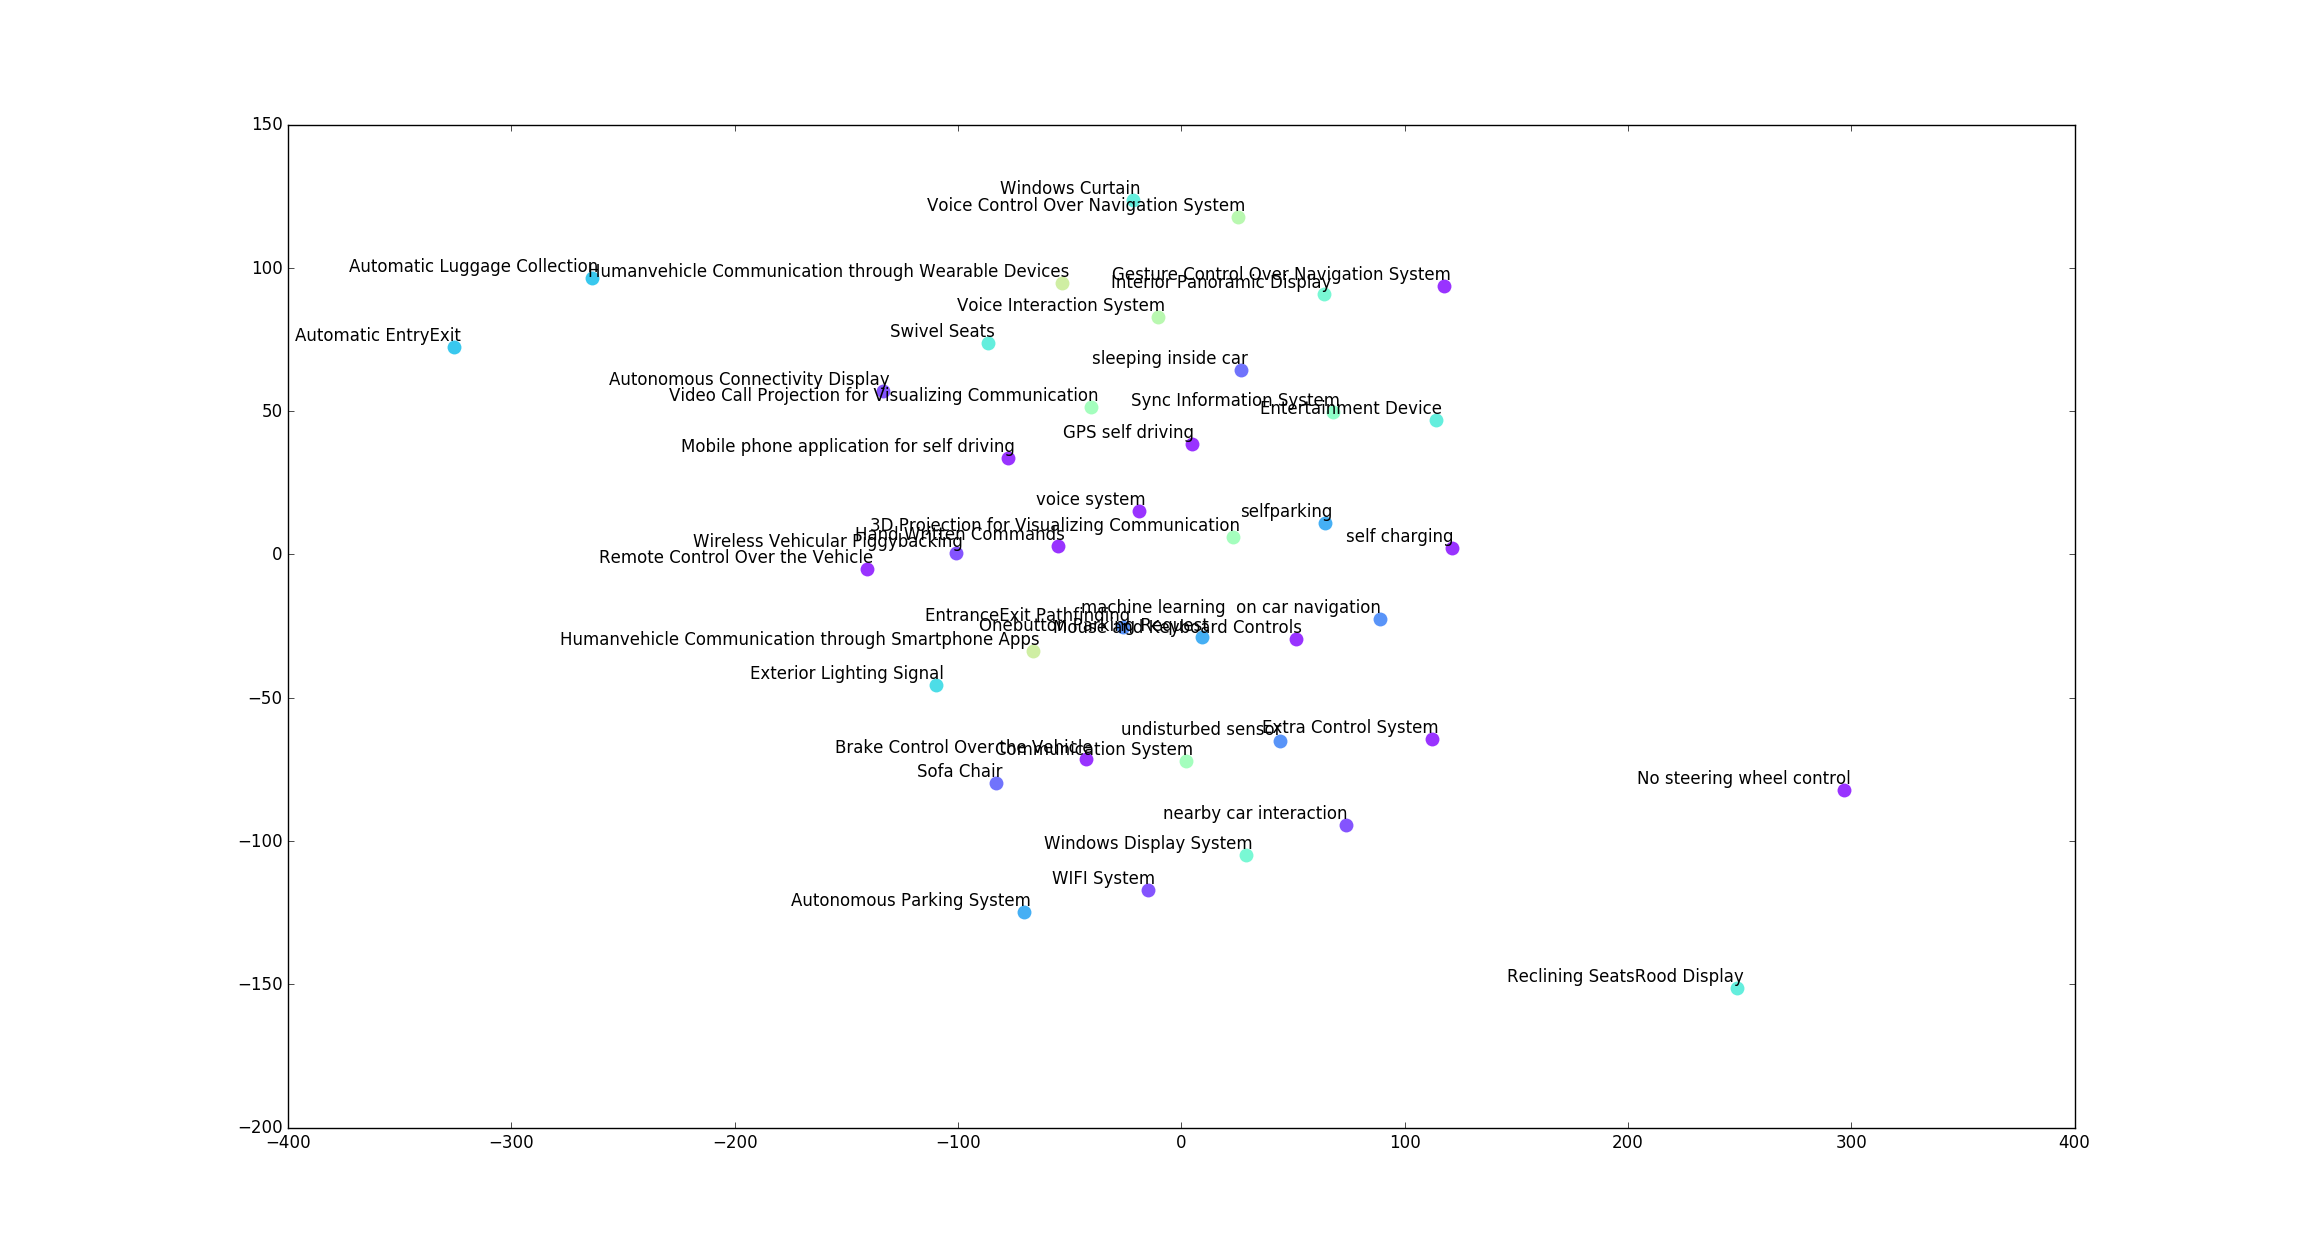 150
Windows Curtain
Voice Control Over Navigation System
100
Automatic Luggage Collection
Humanvehicle Communication through Wearable Devices
Gesture Control Over Navigation System
Interior Panoramic Display
Voice Interaction System
Automatic EntryExit
Swivel Seats
sleeping inside car
Autonomous Connectivity Display
Video Call Projection for Visualizing Communication
Sync Information System
50
Entertainment Device
GPS self driving
Mobile phone application for self driving
voice system
selfparking
3D Projection for Visualizing Communication
Hand Written Commands
self charging
Wireless Vehicular Piggybacking
0
Remote Control Over the Vehicle
machine learning on car navigation
EntranceExit Pathfinding
Onebutton Parking Request
Mouse and Keyboard Controls
Humanvehicle Communication through Smartphone Apps
Exterior Lighting Signal
−50
Extra Control System
undisturbed sensor
Brake Control Over the Vehicle
Communication System
Sofa Chair
No steering wheel control
nearby car interaction
−100
Windows Display System
WIFI System
Autonomous Parking System
Reclining SeatsRood Display
−150
−200
−400 −300 −200 −100 0 100 200 300 400